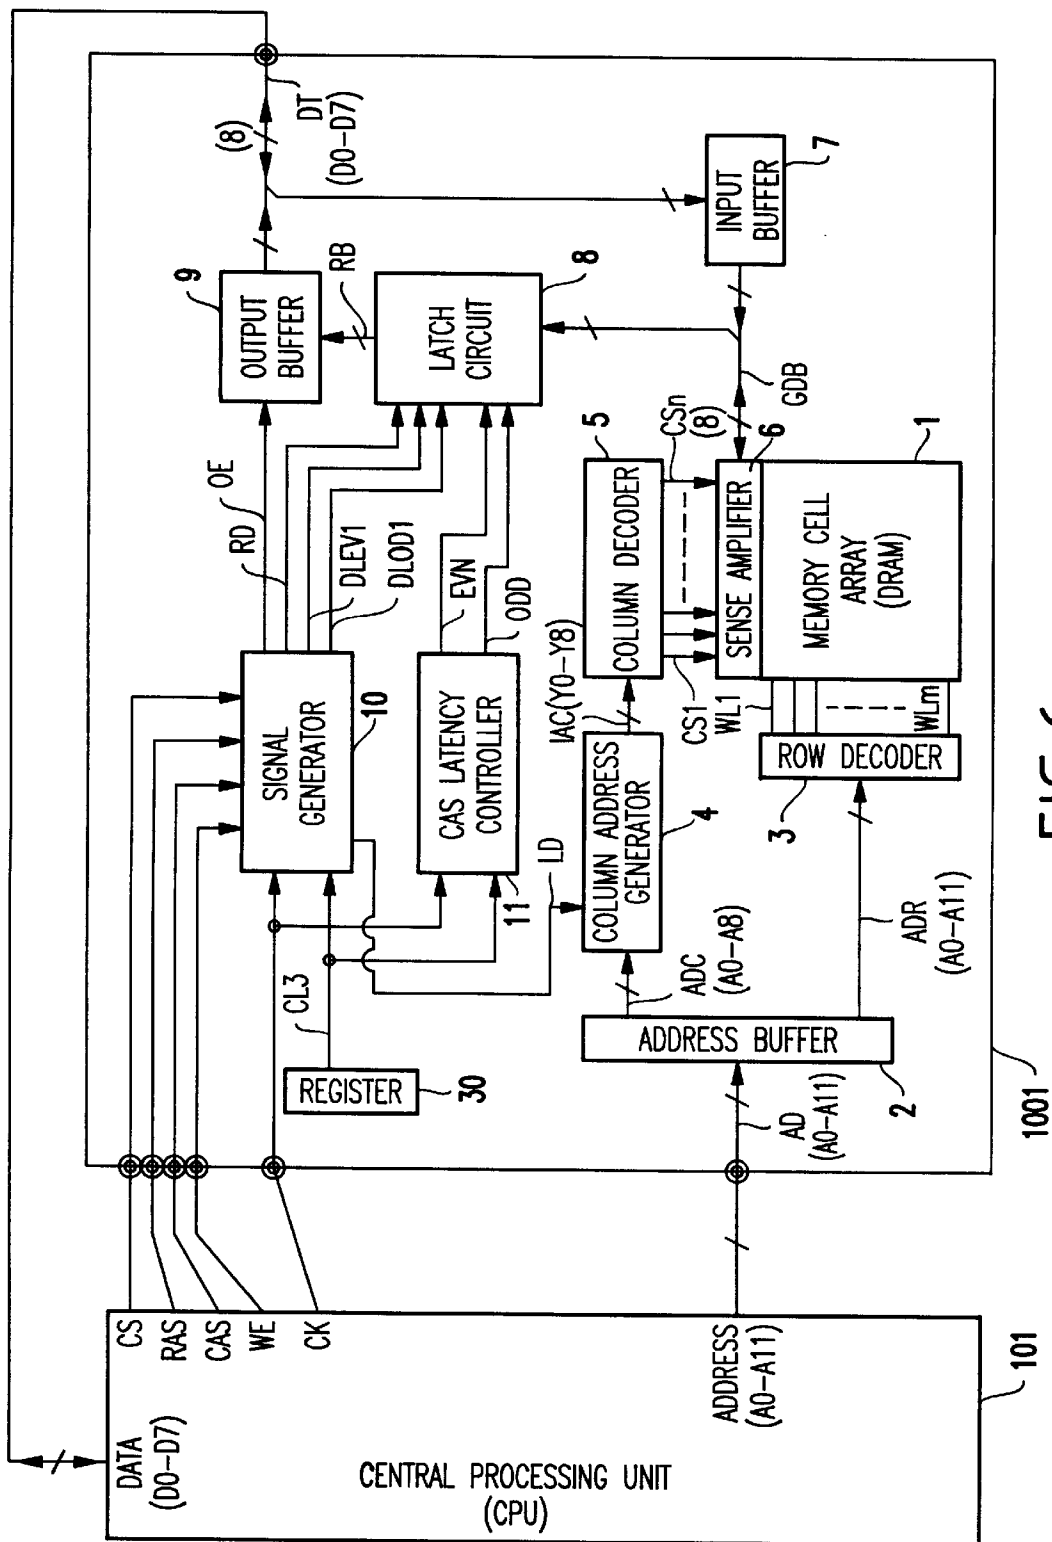 DATA
(D0-D7)
CS
RAS
CAS
WE
CK
ADDRESS
(A0-A11)
CENTRAL PROCESSING UNIT
(CPU)
101
1001
REGISTER
30
CL3
SIGNAL
GENERATOR
10
CAS LATENCY
CONTROLLER
11
LD
RD
OE
DLEV1
DLOD1
EVN
ODD
OUTPUT
BUFFER
9
RB
LATCH
CIRCUIT
8
(8)
DT
(D0-D7)
INPUT
BUFFER
7
GDB
(8)
AD
(A0-A11)
ADDRESS BUFFER
2
ADC
(A0-A8)
ADR
(A0-A11)
COLUMN ADDRESS
GENERATOR
4
IAC(Y0-Y8)
COLUMN DECODER
5
CS1
CSn
SENSE AMPLIFIER
6
MEMORY CELL
ARRAY
(DRAM)
1
WL1
WLm
ROW DECODER
3